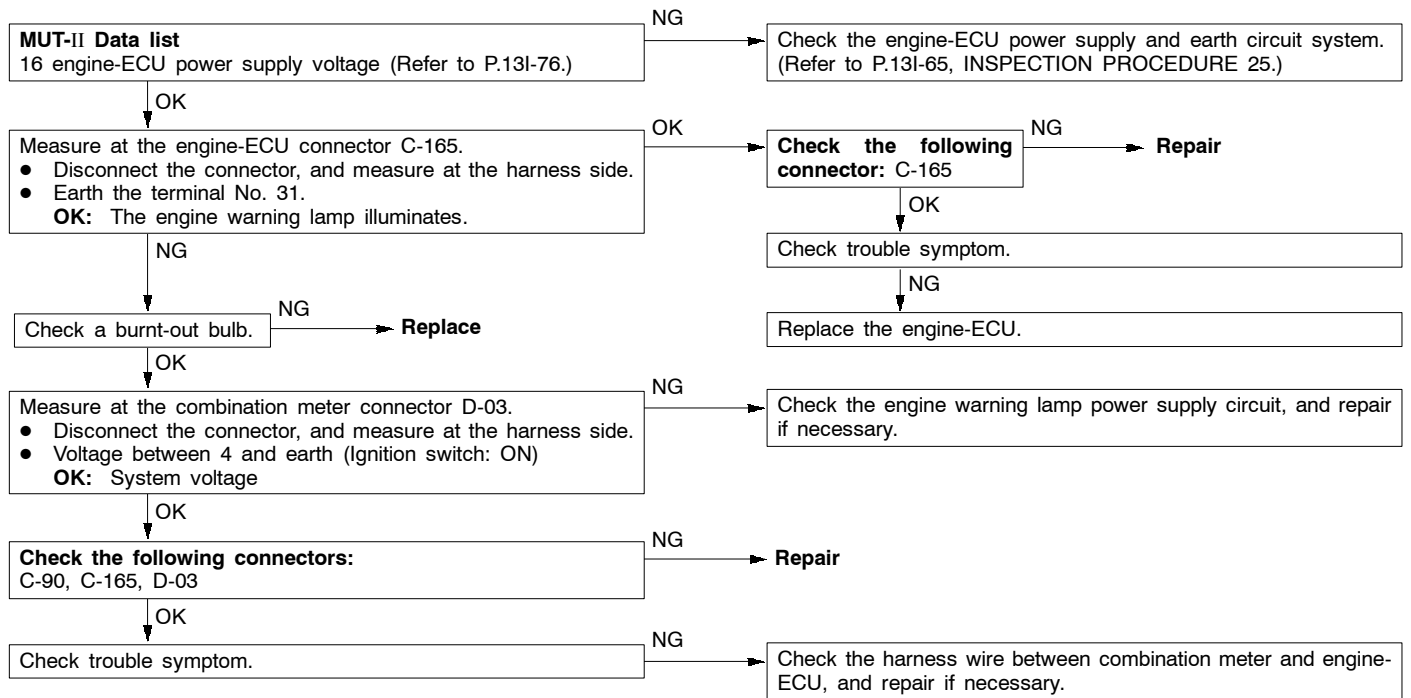 MUT-II Data list
16 engine-ECU power supply voltage (Refer to P.13I-76.)
NG
Check the engine-ECU power supply and earth circuit system.
(Refer to P.13I-65, INSPECTION PROCEDURE 25.)
OK
Measure at the engine-ECU connector C-165.
● Disconnect the connector, and measure at the harness side.
● Earth the terminal No. 31.
OK: The engine warning lamp illuminates.
OK
Check the following
connector: C-165
NG
Repair
OK
Check trouble symptom.
NG
Replace the engine-ECU.
NG
Check a burnt-out bulb.
NG
Replace
OK
Measure at the combination meter connector D-03.
● Disconnect the connector, and measure at the harness side.
● Voltage between 4 and earth (Ignition switch: ON)
OK: System voltage
NG
Check the engine warning lamp power supply circuit, and repair
if necessary.
OK
Check the following connectors:
C-90, C-165, D-03
NG
Repair
OK
Check trouble symptom.
NG
Check the harness wire between combination meter and engine-
ECU, and repair if necessary.